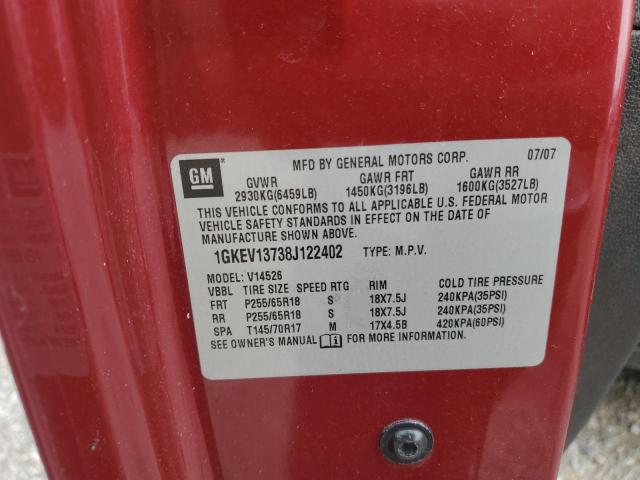 MFD BY GENERAL MOTORS CORP. 07/07
GM
GVWR GAWR FRT GAWR RR
2930KG(6459LB) 1450KG(3196LB) 1600KG(3527LB)
THIS VEHICLE CONFORMS TO ALL APPLICABLE U.S. FEDERAL MOTOR
VEHICLE SAFETY STANDARDS IN EFFECT ON THE DATE OF
MANUFACTURE SHOWN ABOVE.
1GKEV13738J122402 TYPE: M.P.V.
MODEL: V14526
VBBL TIRE SIZE SPEED RTG RIM COLD TIRE PRESSURE
FRT P255/65R18 S 18X7.5J 240KPA(35PSI)
RR P255/65R18 S 18X7.5J 240KPA(35PSI)
SPA T145/70R17 M 17X4.5B 420KPA(60PSI)
SEE OWNER'S MANUAL FOR MORE INFORMATION.